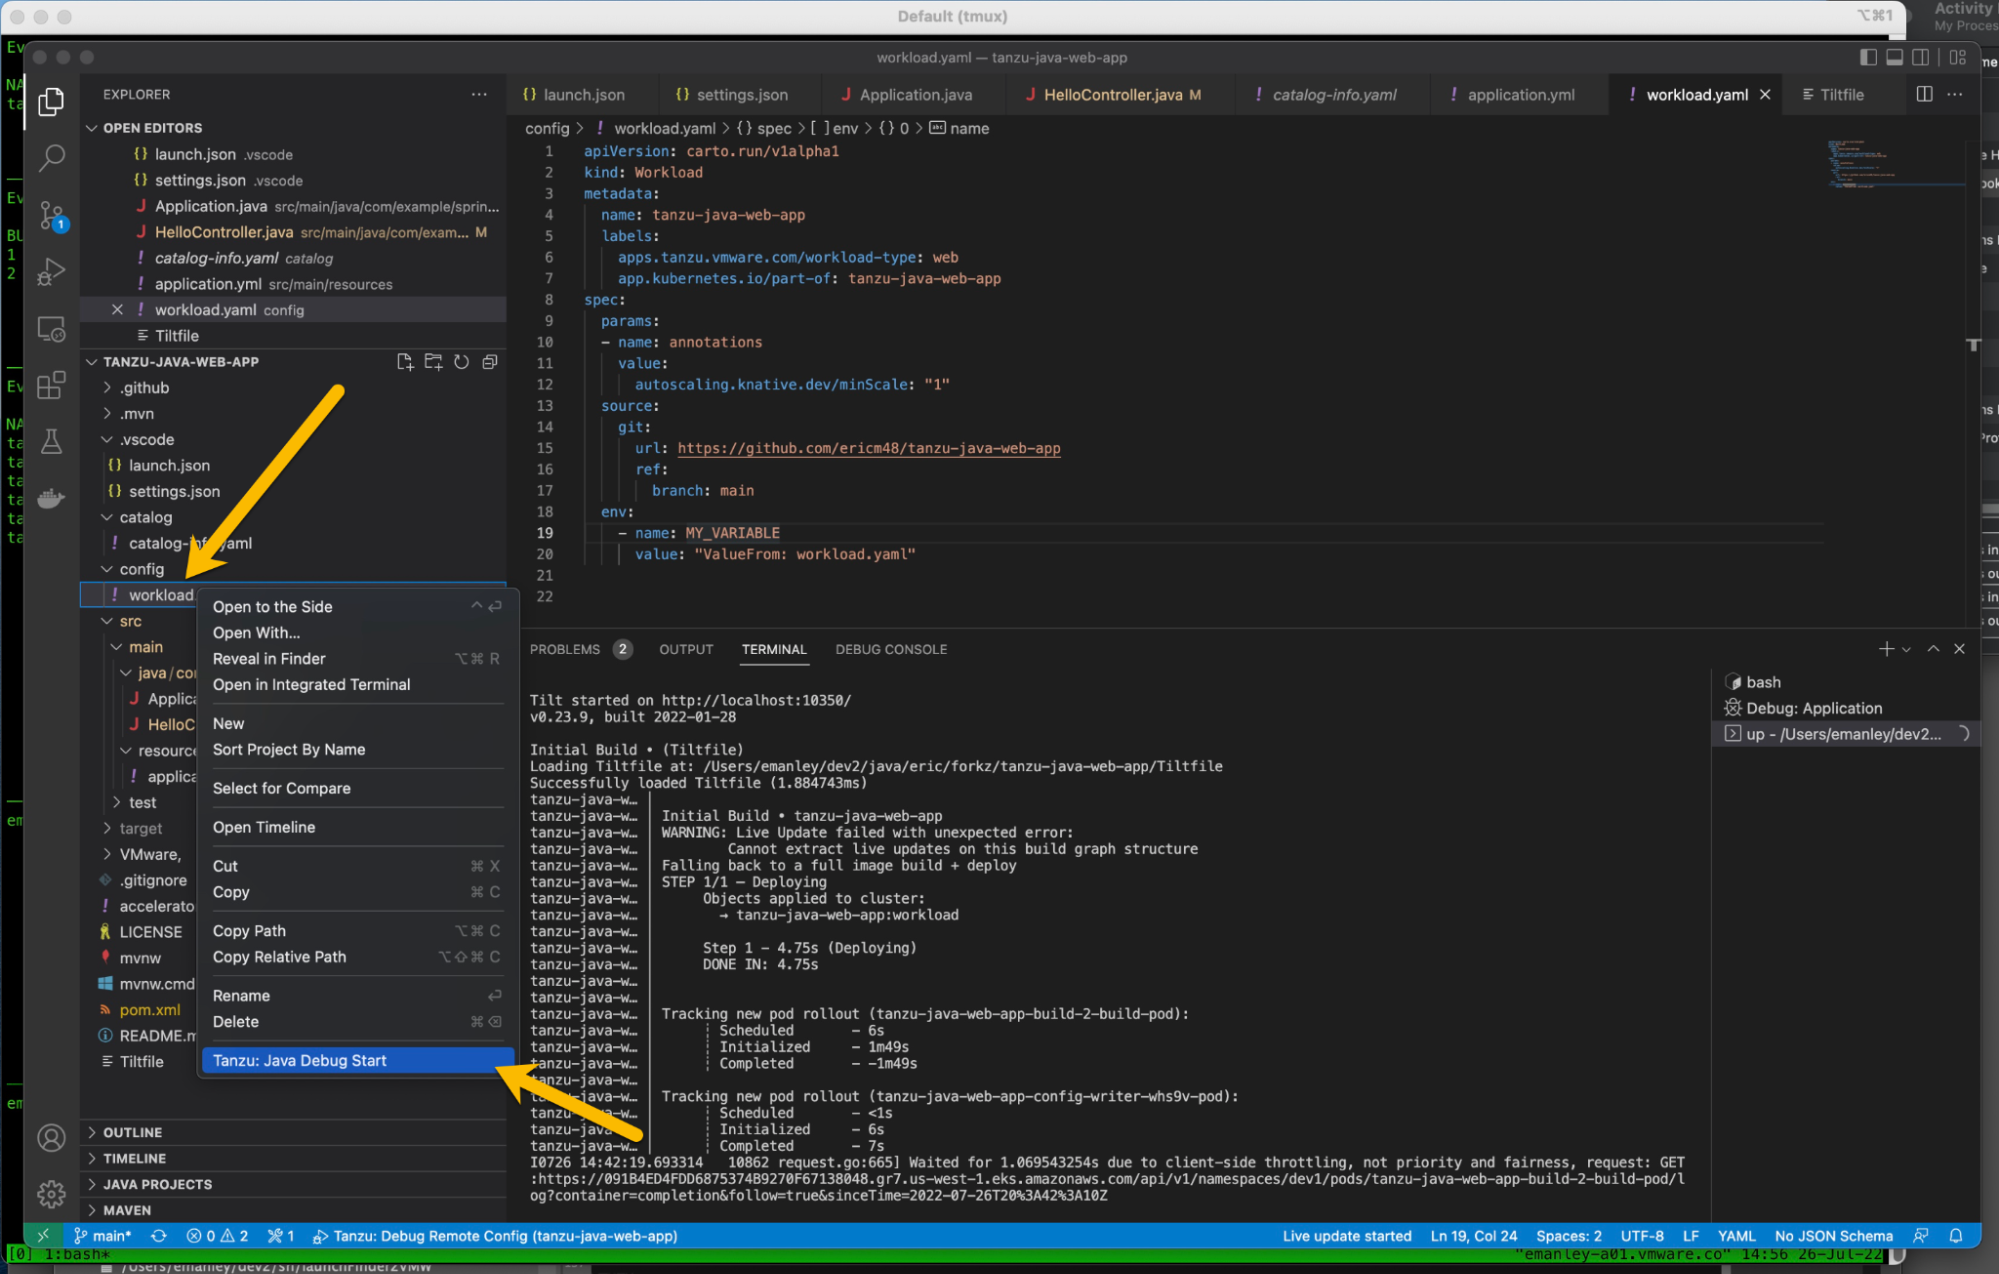 Default (tmux)
⌥⌘1
Activity
My Proces
workload.yaml — tanzu-java-web-app
EXPLORER
OPEN EDITORS
{} launch.json .vscode
{} settings.json .vscode
J Application.java src/main/java/com/example/sprin...
J HelloController.java src/main/java/com/exam... M
! catalog-info.yaml catalog
! application.yml src/main/resources
! workload.yaml config
Tiltfile
TANZU-JAVA-WEB-APP
.github
.mvn
.vscode
{} launch.json
{} settings.json
catalog
! catalog-info.yaml
config
! workload.
src
main
java/co
J Applic
J HelloC
resource
! applica
test
target
VMware,
.gitignore
! accelerato
LICENSE
mvnw
mvnw.cmd
pom.xml
README.m
Tiltfile
OUTLINE
TIMELINE
JAVA PROJECTS
MAVEN
1
Open to the Side ^ ↵
Open With...
Reveal in Finder ⌥⌘ R
Open in Integrated Terminal
New
Sort Project By Name
Select for Compare
Open Timeline
Cut ⌘ X
Copy ⌘ C
Copy Path ⌥⌘ C
Copy Relative Path ⌥⇧⌘ C
Rename ↵
Delete ⌘⌫
Tanzu: Java Debug Start
{} launch.json {} settings.json J Application.java J HelloController.java M ! catalog-info.yaml ! application.yml ! workload.yaml × Tiltfile
config > ! workload.yaml > {} spec > [ ] env > {} 0 > name
1 apiVersion: carto.run/v1alpha1
2 kind: Workload
3 metadata:
4 name: tanzu-java-web-app
5 labels:
6 apps.tanzu.vmware.com/workload-type: web
7 app.kubernetes.io/part-of: tanzu-java-web-app
8 spec:
9 params:
10 - name: annotations
11 value:
12 autoscaling.knative.dev/minScale: "1"
13 source:
14 git:
15 url: https://github.com/ericm48/tanzu-java-web-app
16 ref:
17 branch: main
18 env:
19 - name: MY_VARIABLE
20 value: "ValueFrom: workload.yaml"
21
22
PROBLEMS 2 OUTPUT TERMINAL DEBUG CONSOLE
Tilt started on http://localhost:10350/
v0.23.9, built 2022-01-28
Initial Build • (Tiltfile)
Loading Tiltfile at: /Users/emanley/dev2/java/eric/forkz/tanzu-java-web-app/Tiltfile
Successfully loaded Tiltfile (1.884743ms)
tanzu-java-w…
tanzu-java-w… Initial Build • tanzu-java-web-app
tanzu-java-w… WARNING: Live Update failed with unexpected error:
tanzu-java-w… Cannot extract live updates on this build graph structure
tanzu-java-w… Falling back to a full image build + deploy
tanzu-java-w… STEP 1/1 — Deploying
tanzu-java-w… Objects applied to cluster:
tanzu-java-w… → tanzu-java-web-app:workload
tanzu-java-w…
tanzu-java-w… Step 1 - 4.75s (Deploying)
tanzu-java-w… DONE IN: 4.75s
tanzu-java-w…
tanzu-java-w…
tanzu-java-w… Tracking new pod rollout (tanzu-java-web-app-build-2-build-pod):
tanzu-java-w… Scheduled - 6s
tanzu-java-w… Initialized - 1m49s
tanzu-java-w… Completed - -1m49s
tanzu-java-w…
tanzu-java-w… Tracking new pod rollout (tanzu-java-web-app-config-writer-whs9v-pod):
tanzu- Scheduled - <1s
tanzu-java- Initialized - 6s
tanzu-java-w… Completed - 7s
I0726 14:42:19.693314 10862 request.go:665] Waited for 1.069543254s due to client-side throttling, not priority and fairness, request: GET
:https://091B4ED4FDD6875374B9270F67138048.gr7.us-west-1.eks.amazonaws.com/api/v1/namespaces/dev1/pods/tanzu-java-web-app-build-2-build-pod/l
og?container=completion&follow=true&sinceTime=2022-07-26T20%3A42%3A10Z
bash
Debug: Application
up - /Users/emanley/dev2...
main* 0 2 1 Tanzu: Debug Remote Config (tanzu-java-web-app) Live update started Ln 19, Col 24 Spaces: 2 UTF-8 LF YAML No JSON Schema
[0] 1:bash* "emanley-a01.vmware.co" 14:56 26-Jul-22
/Users/emanley/dev2/sh/launchFinder2VMW